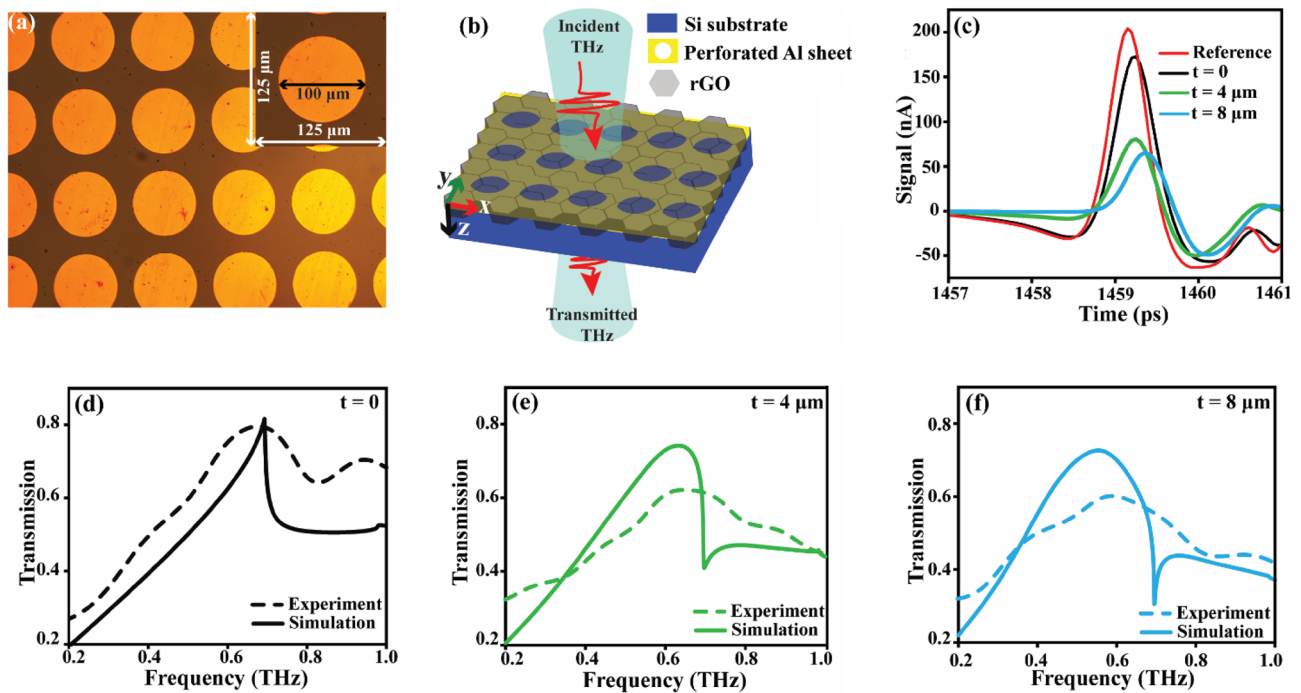 (a)
125 μm
100 μm
125 μm
(b)
Incident
THz
Si substrate
Perforated Al sheet
rGO
y
x
z
Transmitted
THz
(c)
Reference
t = 0
t = 4 μm
t = 8 μm
200
150
100
50
0
-50
Signal (nA)
1457 1458 1459 1460 1461
Time (ps)
(d)
t = 0
0.8
0.6
0.4
0.2
Transmission
Experiment
Simulation
0.2 0.4 0.6 0.8 1.0
Frequency (THz)
(e)
t = 4 μm
0.8
0.6
0.4
0.2
Transmission
Experiment
Simulation
0.2 0.4 0.6 0.8 1.0
Frequency (THz)
(f)
t = 8 μm
0.8
0.6
0.4
0.2
Transmission
Experiment
Simulation
0.2 0.4 0.6 0.8 1.0
Frequency (THz)